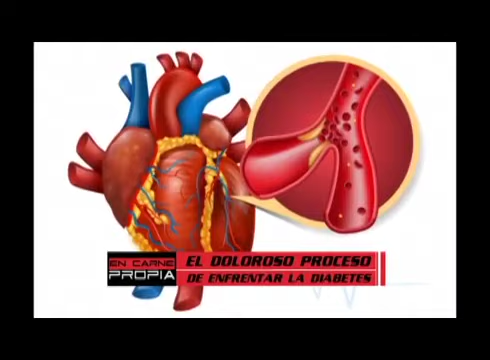 EN CARNE
PROPIA
EL DOLOROSO PROCESO
DE ENFRENTAR LA DIABETES